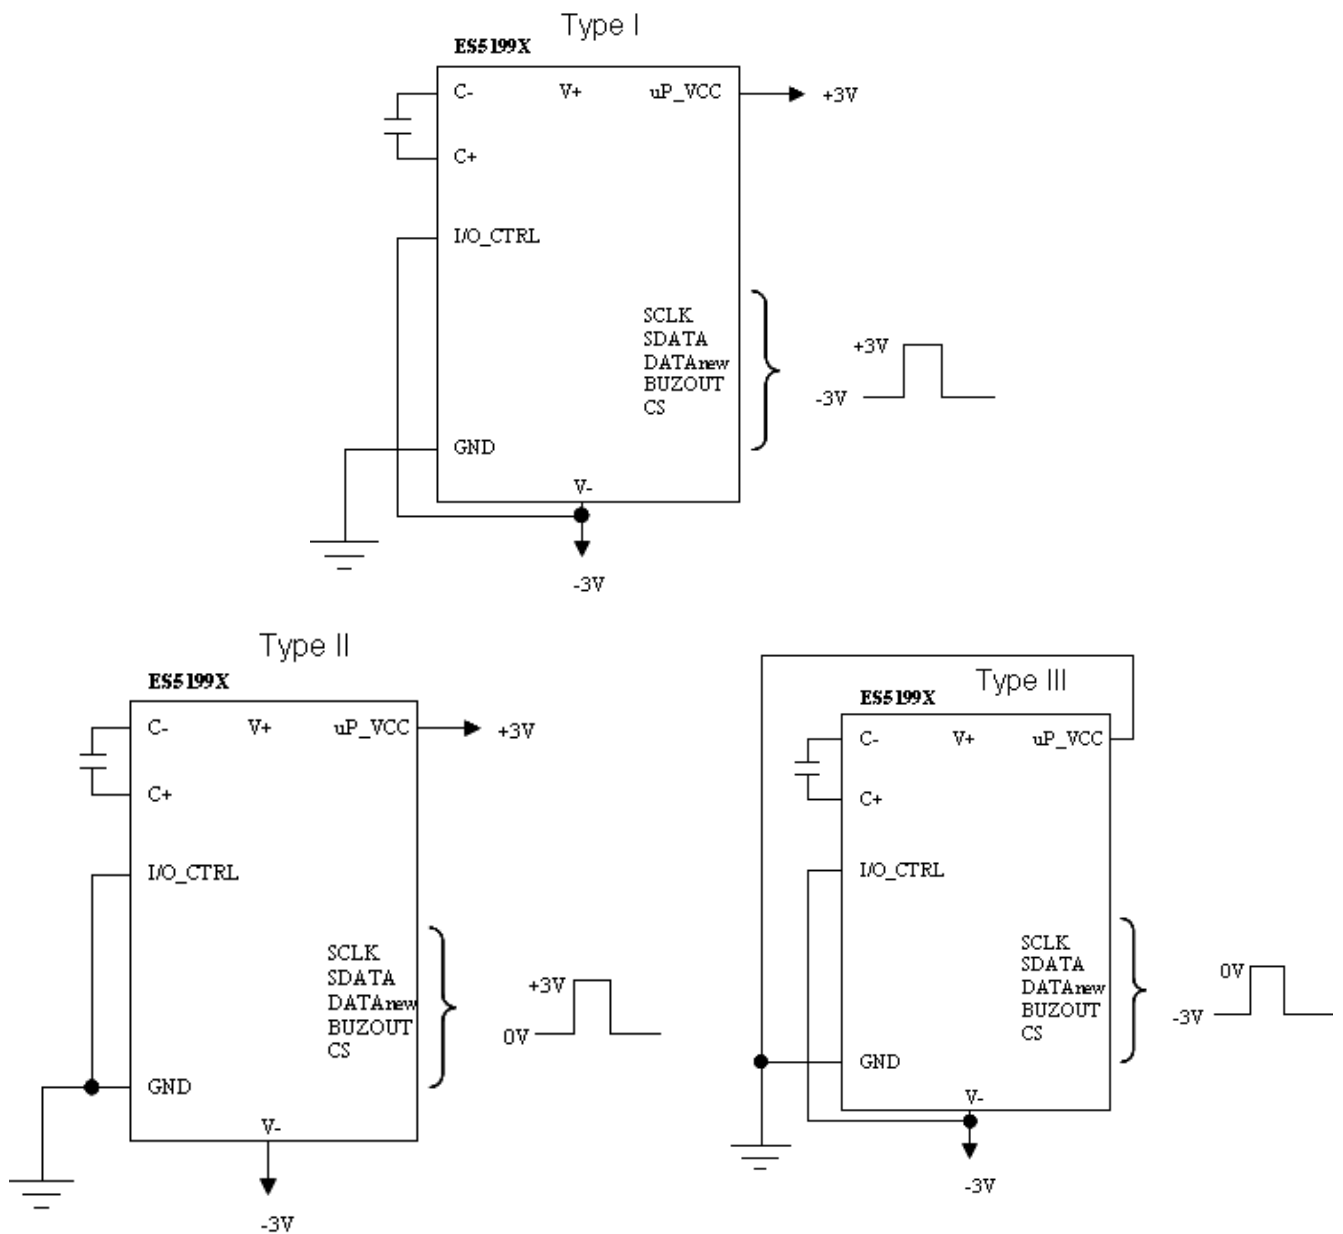 Type I
ES5199X
C- V+ uP_VCC
+3V
C+
I/O_CTRL
SCLK
SDATA
DATAnew
BUZOUT
CS
+3V
-3V
GND
V-
-3V
Type II
ES5199X
C- V+ uP_VCC
+3V
C+
I/O_CTRL
SCLK
SDATA
DATAnew
BUZOUT
CS
+3V
0V
GND
V-
-3V
Type III
ES5199X
C- V+ uP_VCC
C+
I/O_CTRL
SCLK
SDATA
DATAnew
BUZOUT
CS
0V
-3V
GND
V-
-3V